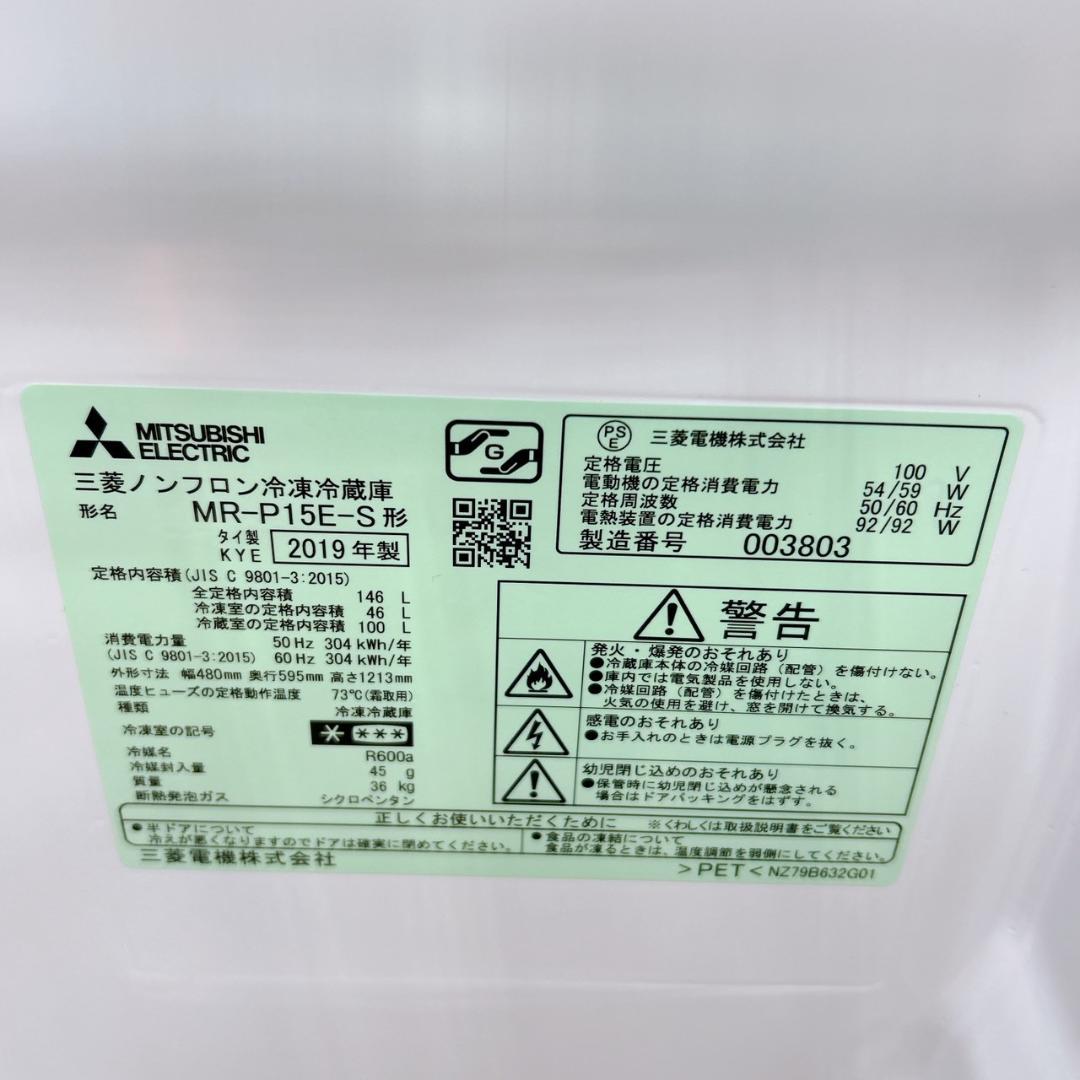 MITSUBISHI
ELECTRIC
三菱ノンフロン冷凍冷蔵庫
形名 MR-P15E-S 形
タイ製
KYE 2019年製
定格内容積(JIS C 9801-3:2015)
全定格内容積 146 L
冷凍室の定格内容積 46 L
冷蔵室の定格内容積 100 L
消費電力量 50 Hz 304 kWh/年
(JIS C 9801-3:2015) 60 Hz 304 kWh/年
外形寸法 幅480mm 奥行595mm 高さ1213mm
温度ヒューズの定格動作温度 73℃(霜取用)
種類 冷凍冷蔵庫
冷凍室の記号 * ***
冷媒名 R600a
冷媒封入量 45 g
質量 36 kg
断熱発泡ガス シクロペンタン
G
PS
E
三菱電機株式会社
定格電圧 100 V
電動機の定格消費電力 54/59 W
定格周波数 50/60 Hz
電熱装置の定格消費電力 92/92 W
製造番号 003803
警告
発火・爆発のおそれあり
●冷蔵庫本体の冷媒回路(配管)を傷付けない。
●庫内では電気製品を使用しない。
●冷媒回路(配管)を傷付けたときは、
火気の使用を避け、窓を開けて換気する。
感電のおそれあり
●お手入れのときは電源プラグを抜く。
幼児閉じ込めのおそれあり
●保管時に幼児閉じ込めが懸念される
場合はドアパッキングをはずす。
正しくお使いいただくために ※くわしくは取扱説明書をご覧ください
●半ドアについて
冷えが悪くなりますのでドアは確実に閉めてください。
●食品の凍結について
食品が凍るときは、温度調節を弱側にしてください。
三菱電機株式会社
>PET< NZ79B632G01